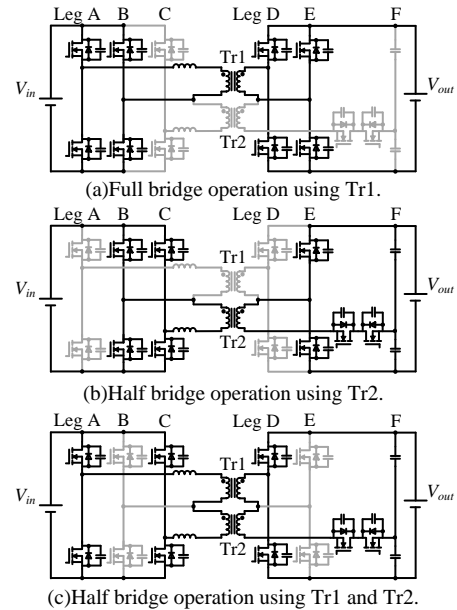 Leg A B C Leg D E F
Tr1
V_in V_out
Tr2
(a)Full bridge operation using Tr1.
Leg A B C Leg D E F
Tr1
V_in V_out
Tr2
(b)Half bridge operation using Tr2.
Leg A B C Leg D E F
Tr1
V_in V_out
Tr2
(c)Half bridge operation using Tr1 and Tr2.